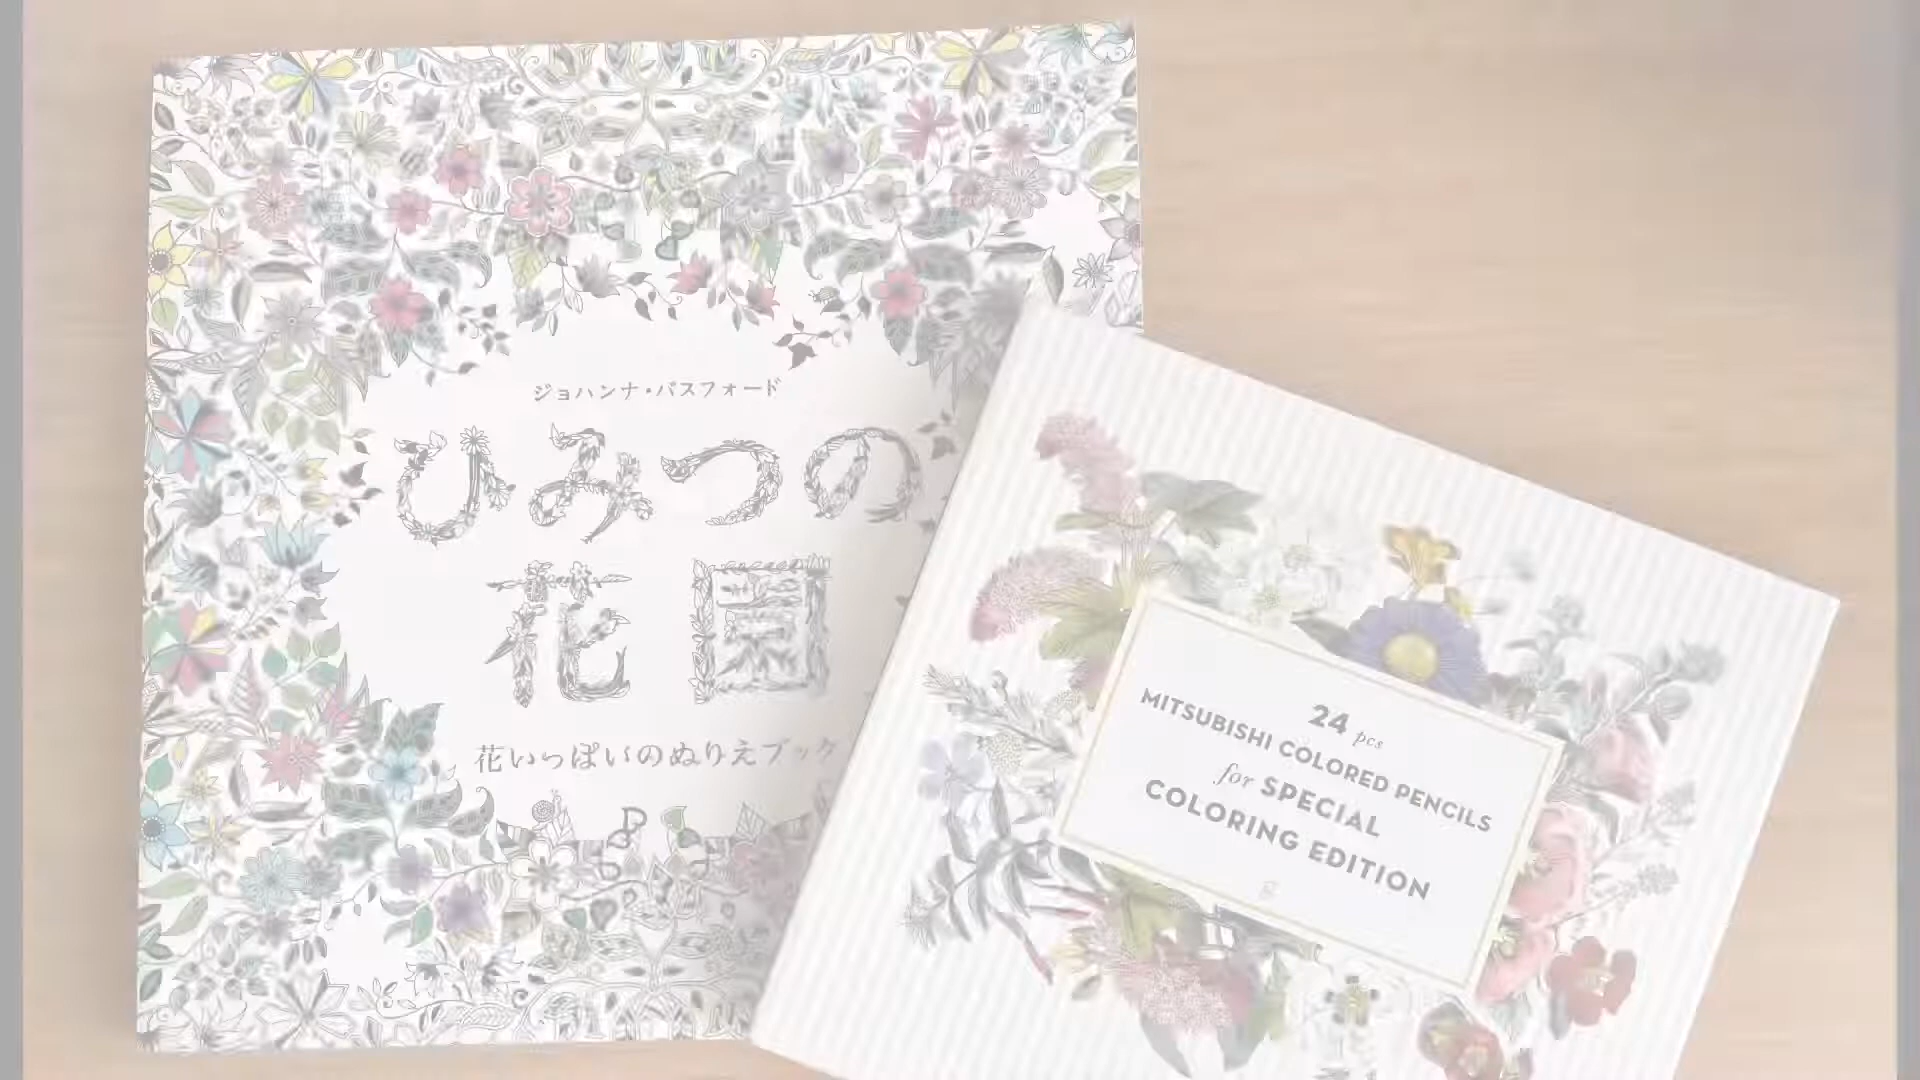 ジョハンナ・バスフォード
ひみつの
花園
花いっぱいのぬりえブック
24 pcs
MITSUBISHI COLORED PENCILS
for SPECIAL
COLORING EDITION